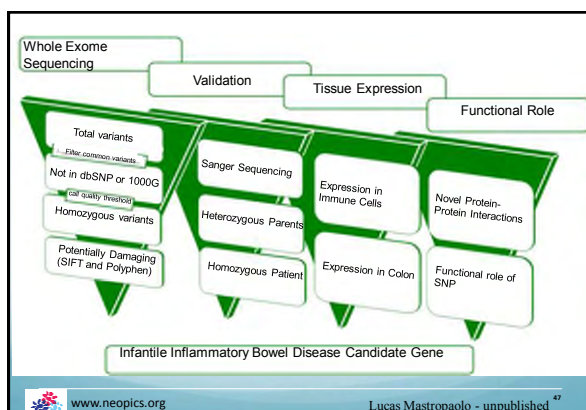 Whole Exome
Sequencing
Validation
Tissue Expression
Functional Role
Total variants
Filter common variants
Not in dbSNP or 1000G
call quality threshold
Homozygous variants
Potentially Damaging
(SIFT and Polyphen)
Sanger Sequencing
Heterozygous Parents
Homozygous Patient
Expression in
Immune Cells
Expression in Colon
Novel Protein-
Protein Interactions
Functional role of
SNP
Infantile Inflammatory Bowel Disease Candidate Gene
www.neopics.org
Lucas Mastropaolo - unpublished 47